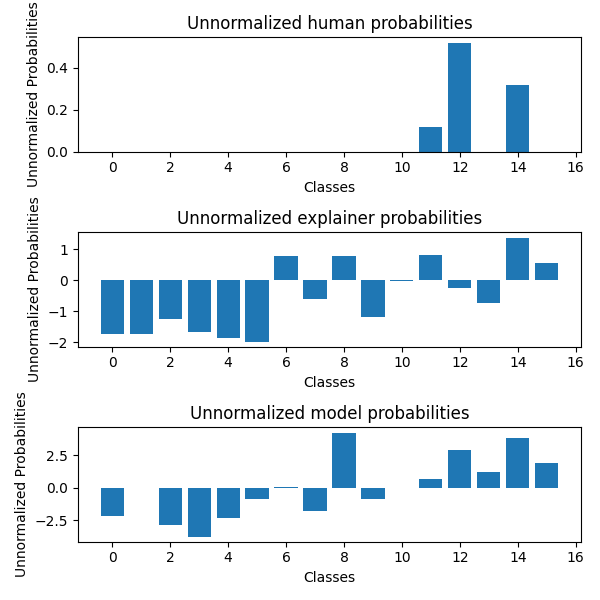 Unnormalized human probabilities
Unnormalized Probabilities
0.4
0.2
0.0
0 2 4 6 8 10 12 14 16
Classes
Unnormalized explainer probabilities
Unnormalized Probabilities
1
0
−1
−2
0 2 4 6 8 10 12 14 16
Classes
Unnormalized model probabilities
Unnormalized Probabilities
2.5
0.0
−2.5
0 2 4 6 8 10 12 14 16
Classes